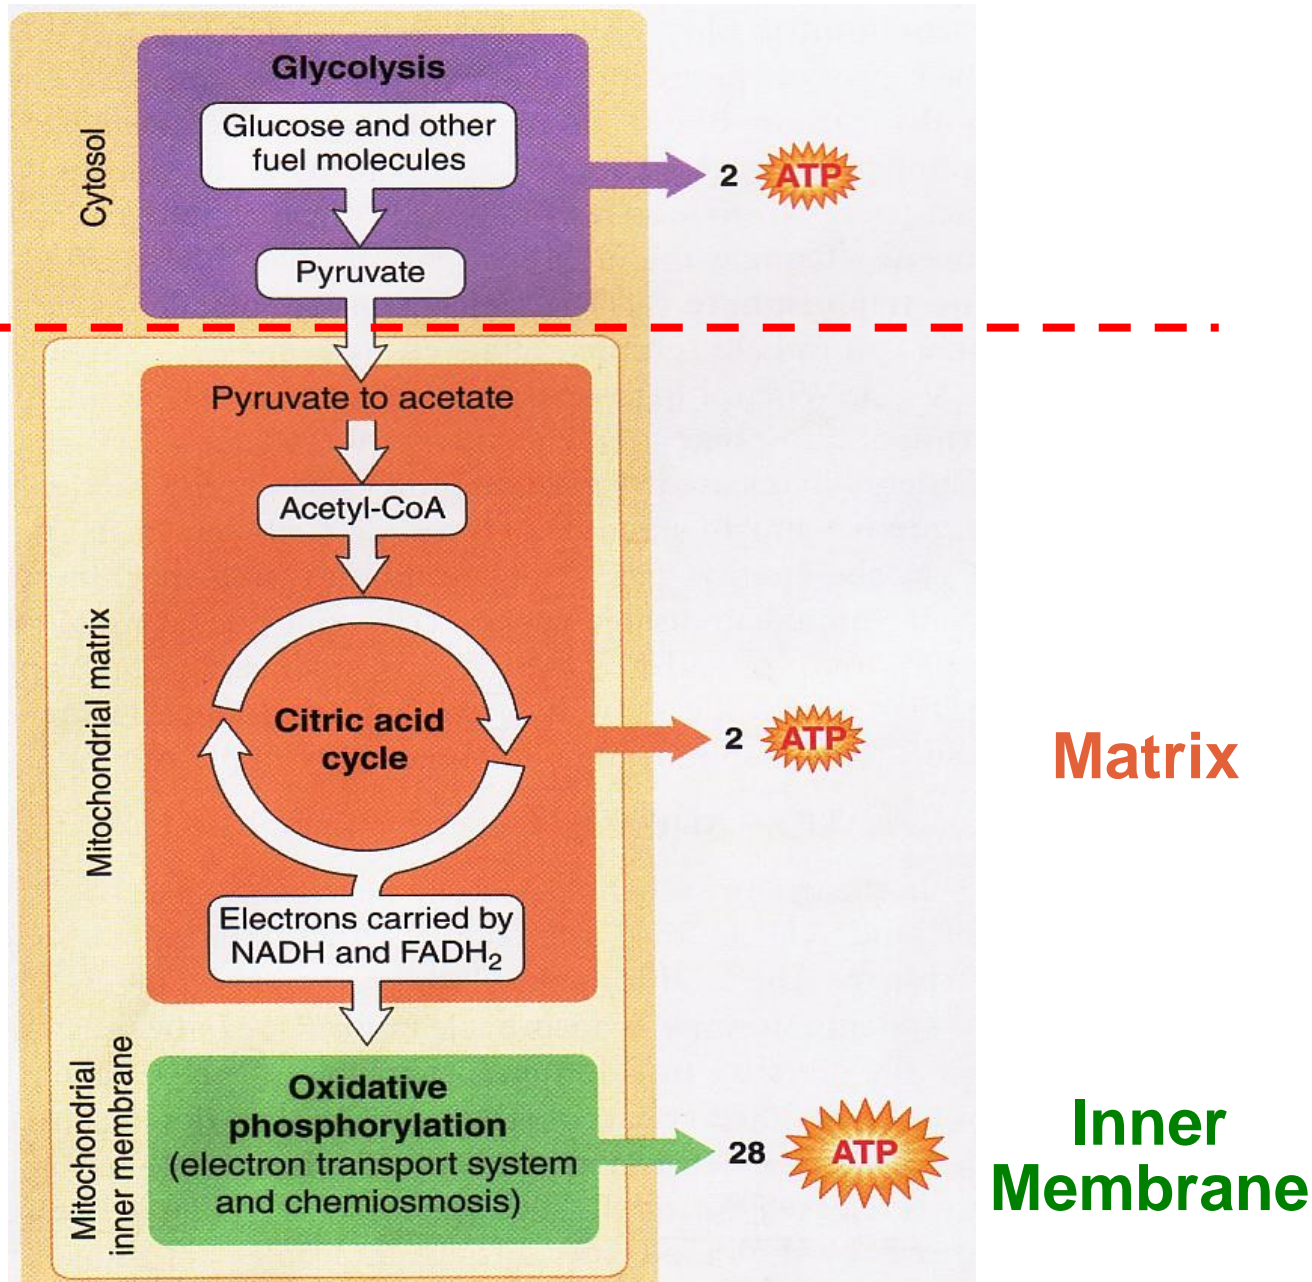 Glycolysis
Cytosol
Glucose and other
fuel molecules
2 ATP
Pyruvate
Pyruvate to acetate
Acetyl-CoA
Mitochondrial matrix
Citric acid
cycle
2 ATP
Matrix
Electrons carried by
NADH and FADH₂
Mitochondrial
inner membrane
Oxidative
phosphorylation
(electron transport system
and chemiosmosis)
28 ATP
Inner
Membrane